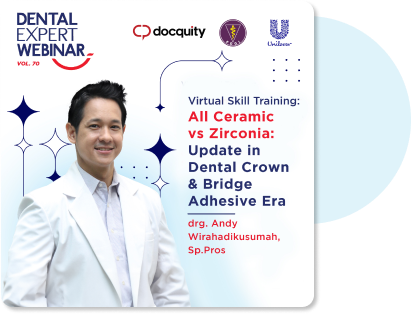 DENTAL
EXPERT
WEBINAR
VOL. 70
docquity
Unilever
Virtual Skill Training:
All Ceramic
vs Zirconia:
Update in
Dental Crown
& Bridge
Adhesive Era
drg. Andy
Wirahadikusumah,
Sp.Pros